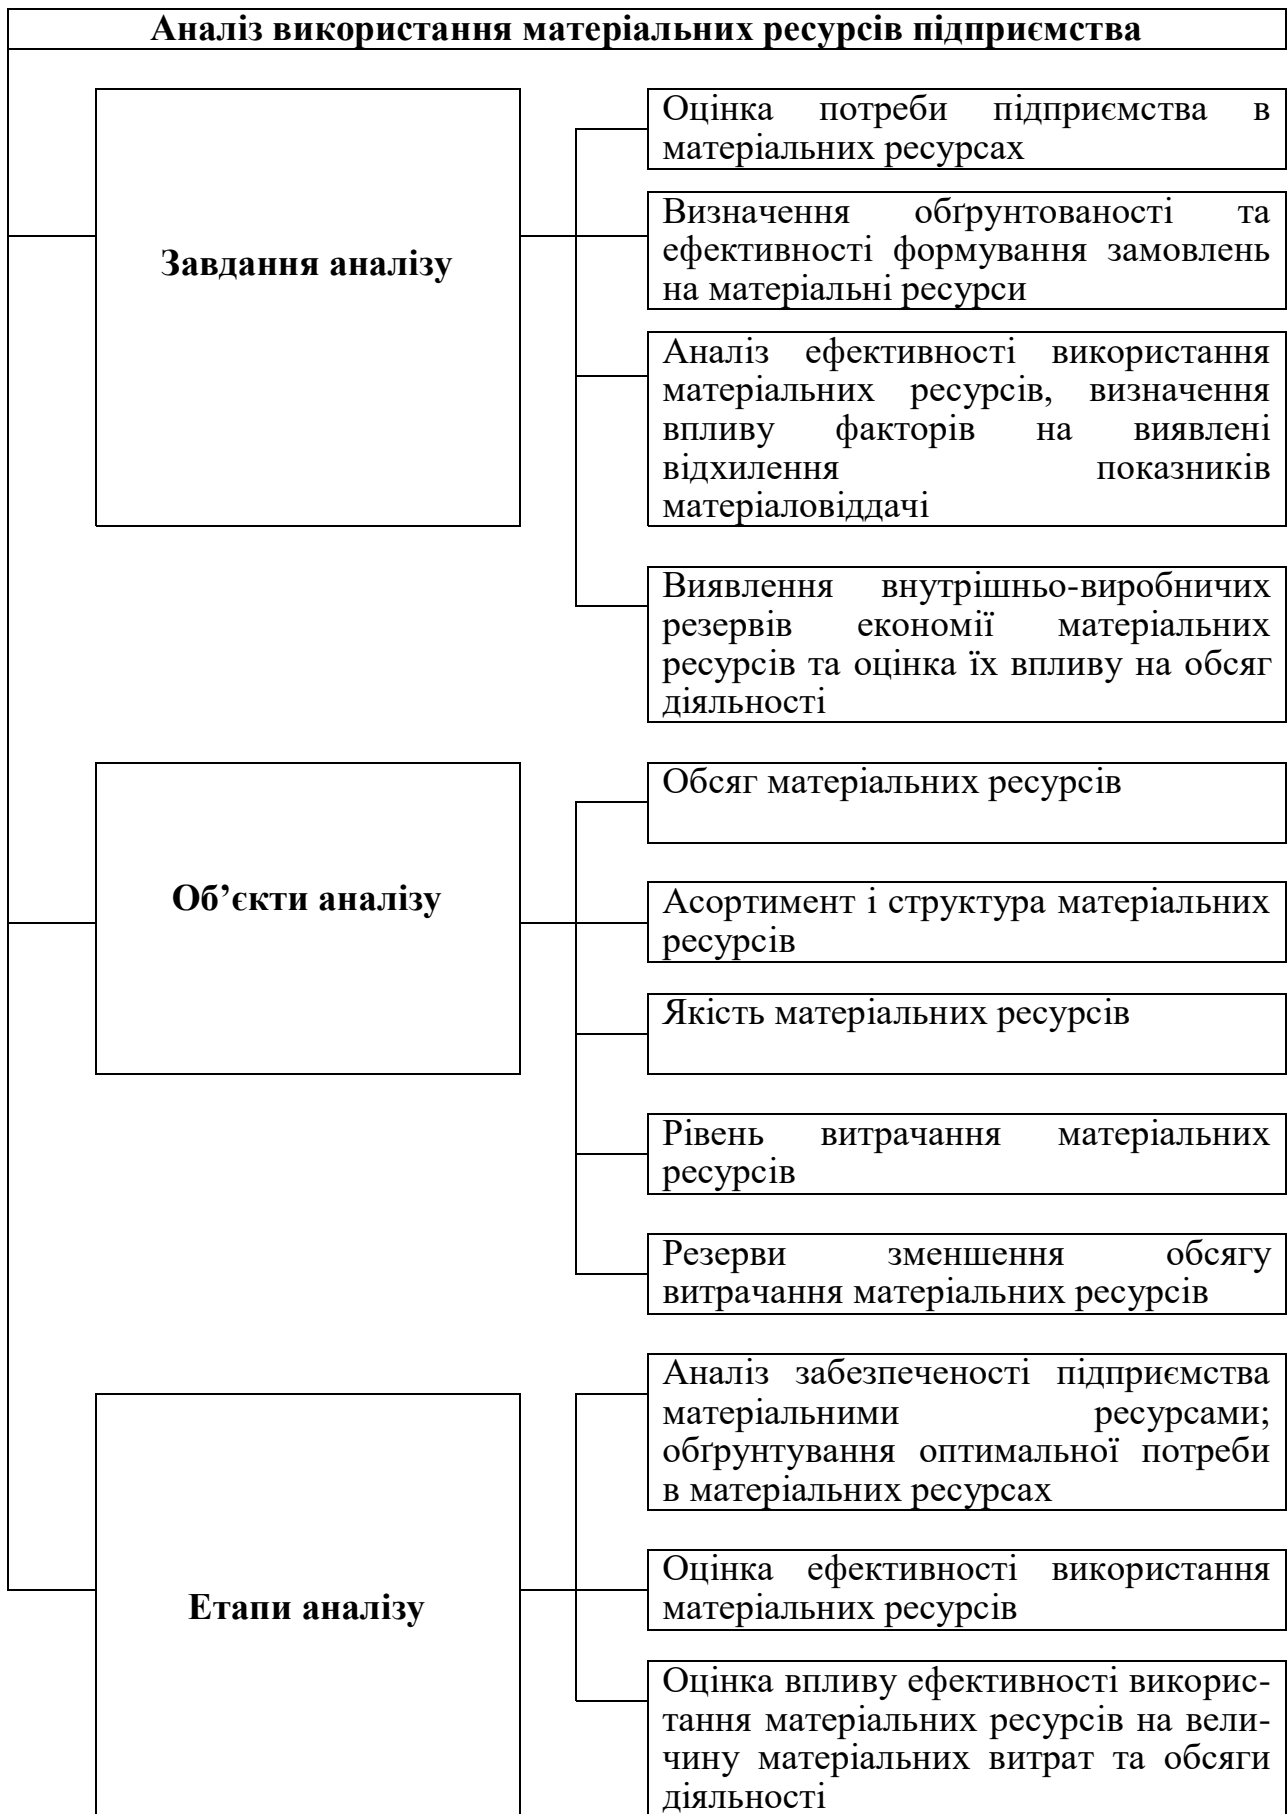 Аналіз використання матеріальних ресурсів підприємства
Завдання аналізу
Оцінка потреби підприємства в
матеріальних ресурсах
Визначення обґрунтованості та
ефективності формування замовлень
на матеріальні ресурси
Аналіз ефективності використання
матеріальних ресурсів, визначення
впливу факторів на виявлені
відхилення показників
матеріаловіддачі
Виявлення внутрішньо-виробничих
резервів економії матеріальних
ресурсів та оцінка їх впливу на обсяг
діяльності
Об’єкти аналізу
Обсяг матеріальних ресурсів
Асортимент і структура матеріальних
ресурсів
Якість матеріальних ресурсів
Рівень витрачання матеріальних
ресурсів
Резерви зменшення обсягу
витрачання матеріальних ресурсів
Етапи аналізу
Аналіз забезпеченості підприємства
матеріальними ресурсами;
обґрунтування оптимальної потреби
в матеріальних ресурсах
Оцінка ефективності використання
матеріальних ресурсів
Оцінка впливу ефективності викорис-
тання матеріальних ресурсів на вели-
чину матеріальних витрат та обсяги
діяльності